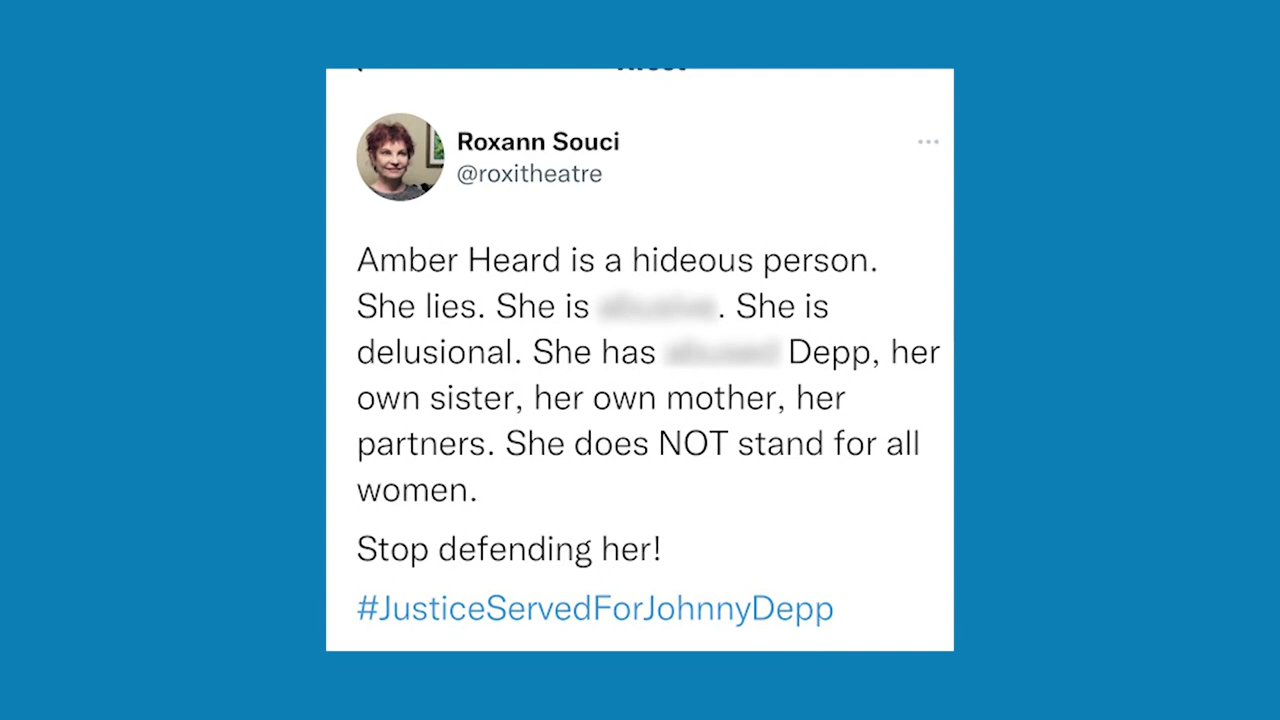 Roxann Souci
@roxitheatre
Amber Heard is a hideous person.
She lies. She is . She is
delusional. She has Depp, her
own sister, her own mother, her
partners. She does NOT stand for all
women.
Stop defending her!
#JusticeServedForJohnnyDepp